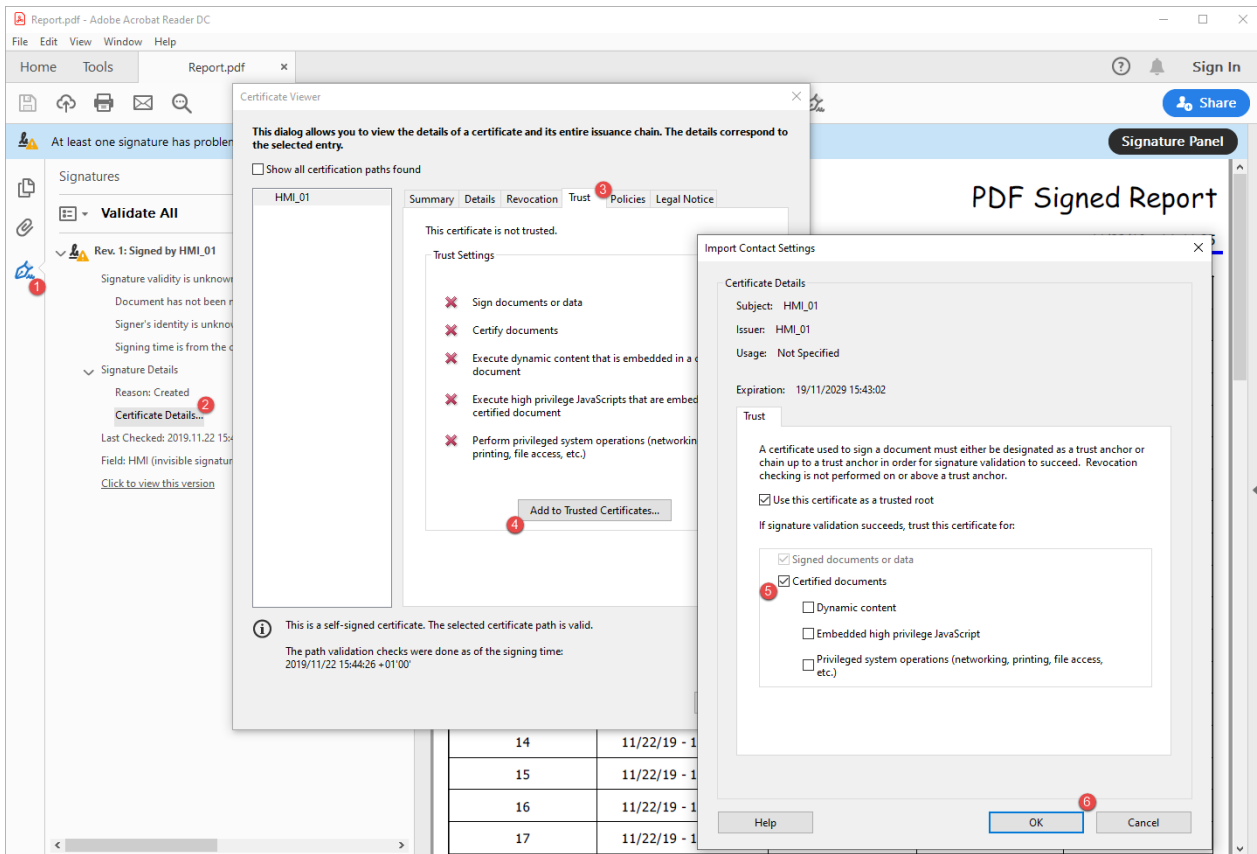 Report.pdf - Adobe Acrobat Reader DC
File Edit View Window Help
Home Tools Report.pdf × Sign In
Share
At least one signature has problem
Signature Panel
Signatures
Validate All
Rev. 1: Signed by HMI_01
Signature validity is unknown
Document has not been
Signer's identity is
Signing time is from the
Signature Details
Reason: Created
Certificate Details...
Last Checked: 2019.11.22
Field: HMI (invisible
Click to view this version
1
2
Certificate Viewer
This dialog allows you to view the details of a certificate and its entire issuance chain. The details correspond to
the selected entry.
Show all certification paths found
HMI_01
Summary Details Revocation Trust Policies Legal Notice
3
This certificate is not trusted.
Trust Settings
Sign documents or data
Certify documents
Execute dynamic content that is embedded in a
document
Execute high privilege JavaScripts that are
certified document
Perform privileged system operations
printing, file access, etc.)
Add to Trusted Certificates...
4
This is a self-signed certificate. The selected certificate path is valid.
The path validation checks were done as of the signing time:
2019/11/22 15:44:26 +01'00'
PDF Signed Report
Import Contact Settings
Certificate Details
Subject: HMI_01
Issuer: HMI_01
Usage: Not Specified
Expiration: 19/11/2029 15:43:02
Trust
A certificate used to sign a document must either be designated as a trust anchor or
chain up to a trust anchor in order for signature validation to succeed. Revocation
checking is not performed on or above a trust anchor.
Use this certificate as a trusted root
If signature validation succeeds, trust this certificate for:
Signed documents or data
Certified documents
5
Dynamic content
Embedded high privilege JavaScript
Privileged system operations (networking, printing, file access,
etc.)
6
Help OK Cancel
14 11/22/19 - 1
15 11/22/19 - 1
16 11/22/19 - 1
17 11/22/19 - 1